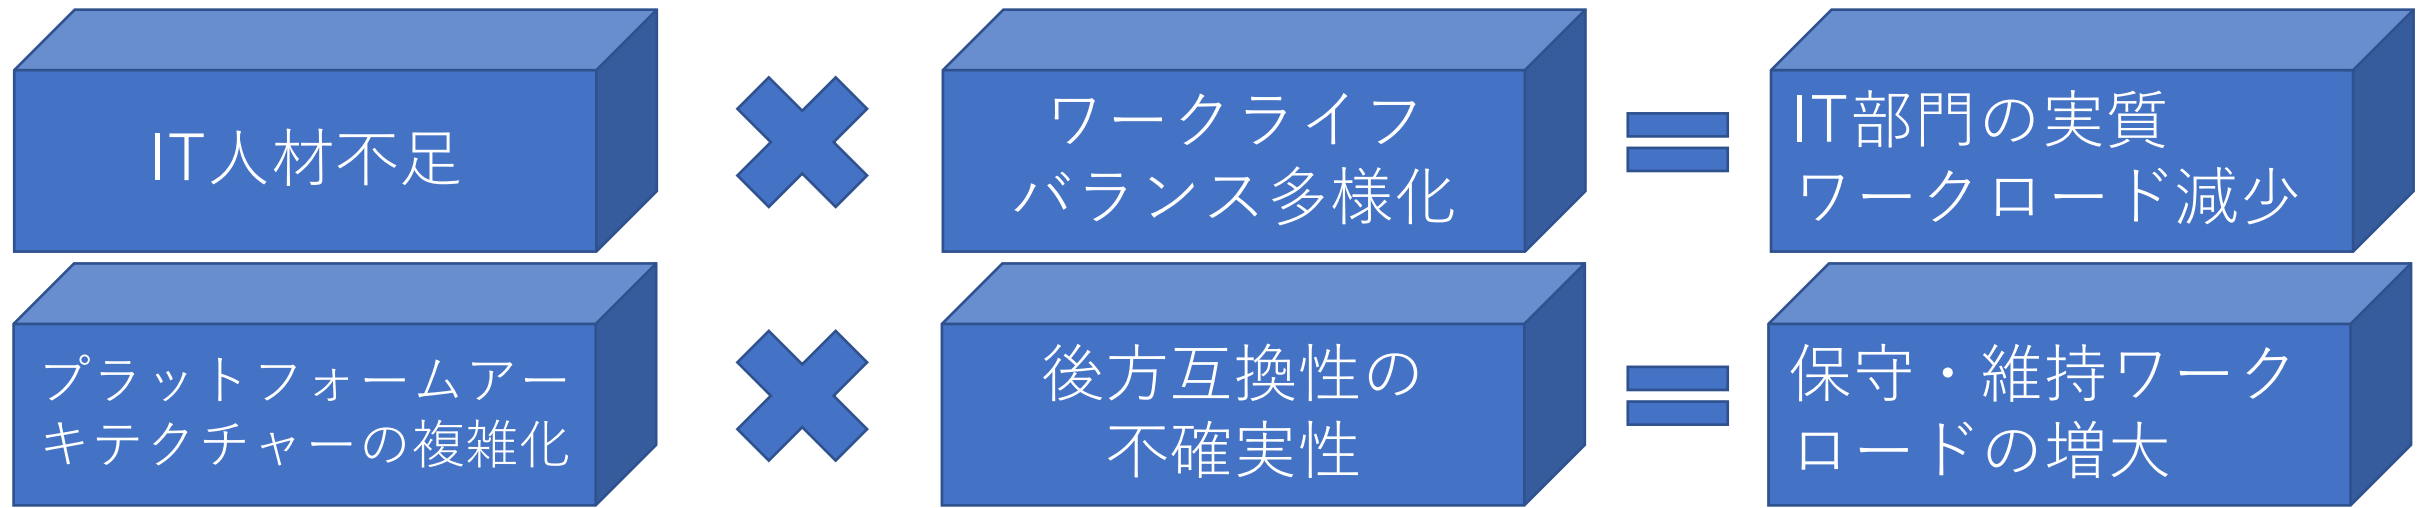 IT人材不足
ワークライフ
バランス多様化
IT部門の実質
ワークロード減少
プラットフォームアー
キテクチャーの複雑化
後方互換性の
不確実性
保守・維持ワーク
ロードの増大